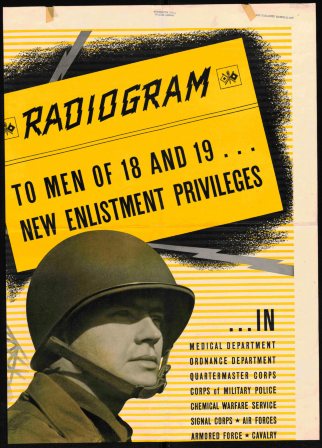 RADIOGRAM
TO MEN OF 18 AND 19 . . .
NEW ENLISTMENT PRIVILEGES
. . . IN
MEDICAL DEPARTMENT
ORDNANCE DEPARTMENT
QUARTERMASTER CORPS
CORPS of MILITARY POLICE
CHEMICAL WARFARE SERVICE
SIGNAL CORPS ★ AIR FORCES
ARMORED FORCE ★ CAVALRY